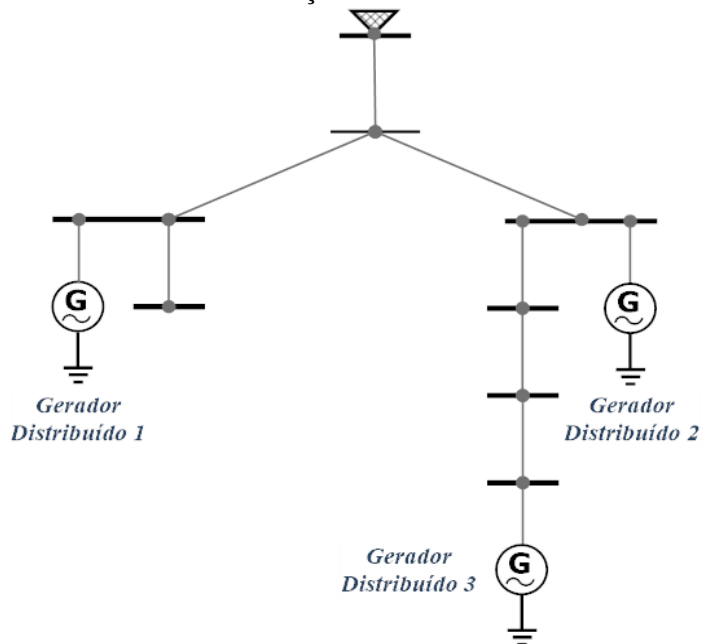 G
G
Gerador
Distribuído 1
Gerador
Distribuído 2
Gerador
Distribuído 3
G